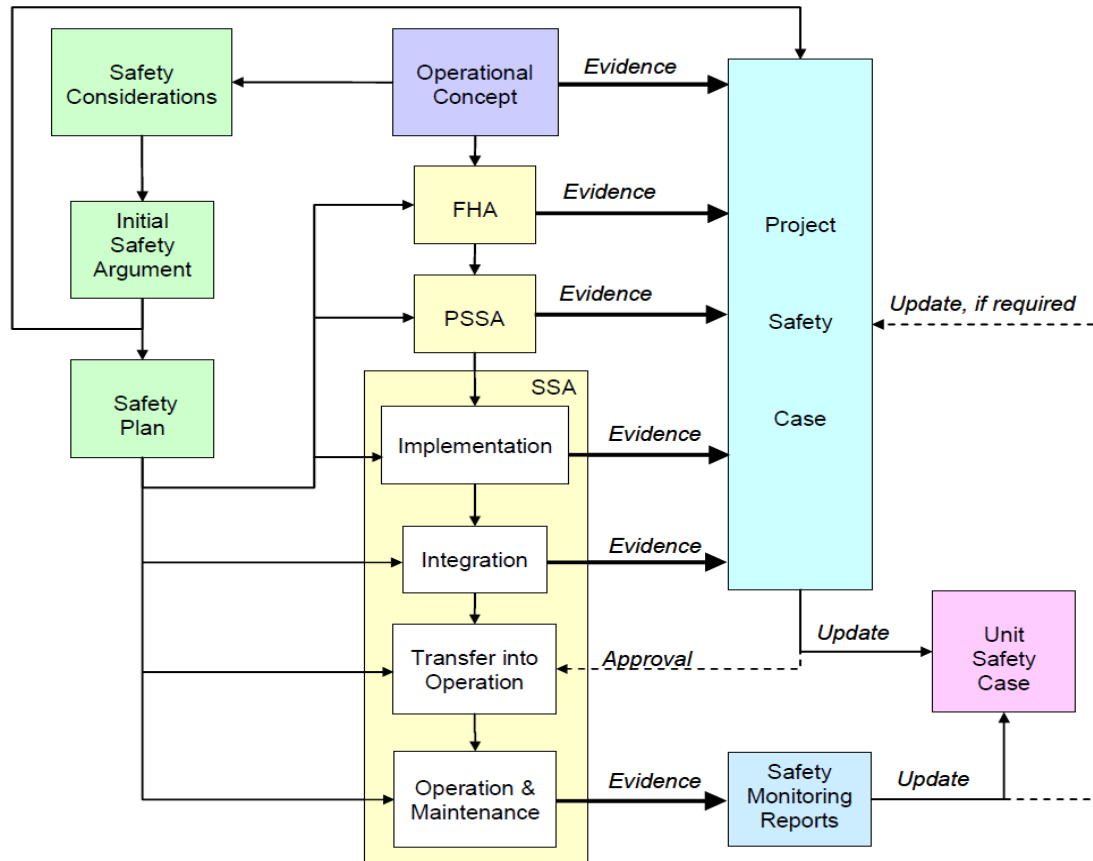 Safety
Considerations
Operational
Concept
Evidence
FHA
Evidence
Initial
Safety
Argument
Project
Safety
Case
PSSA
Evidence
Update, if required
Safety
Plan
SSA
Implementation
Evidence
Integration
Evidence
Transfer into
Operation
Approval
Update
Unit
Safety
Case
Operation &
Maintenance
Evidence
Safety
Monitoring
Reports
Update